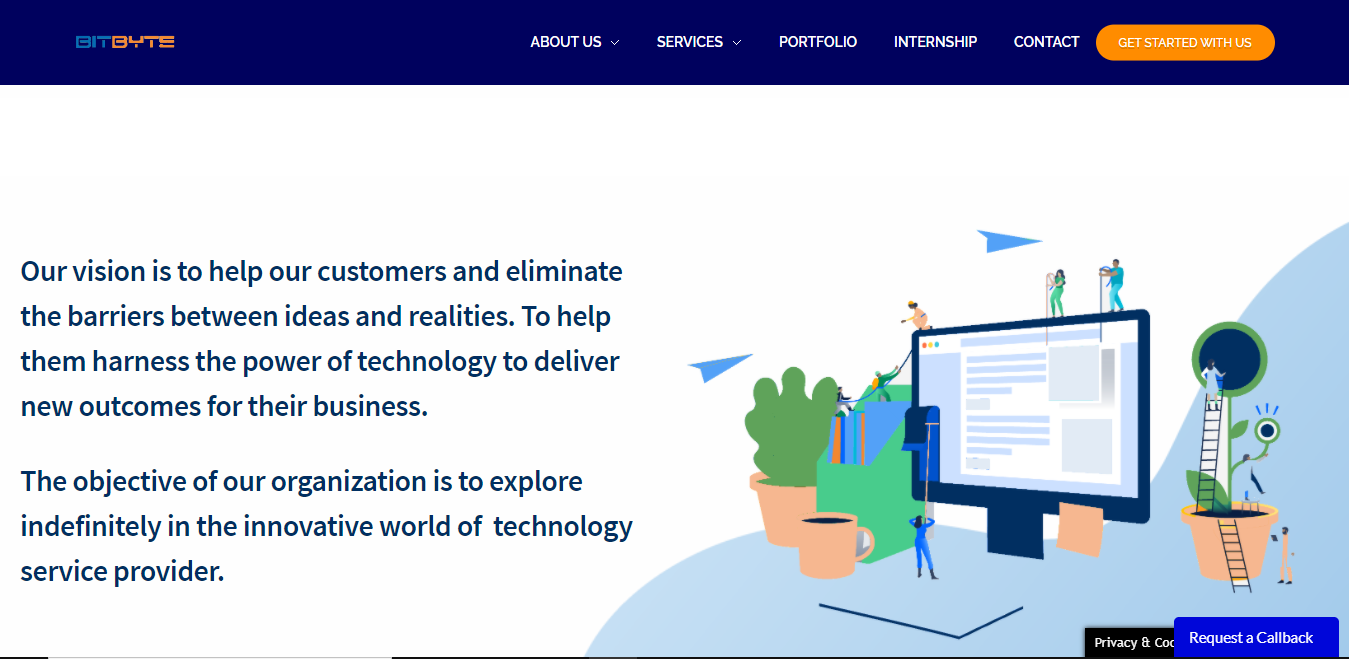 BITBYTE
ABOUT US
SERVICES
PORTFOLIO
INTERNSHIP
CONTACT
GET STARTED WITH US
Our vision is to help our customers and eliminate
the barriers between ideas and realities. To help
them harness the power of technology to deliver
new outcomes for their business.
The objective of our organization is to explore
indefinitely in the innovative world of technology
service provider.
Privacy &
Request a Callback